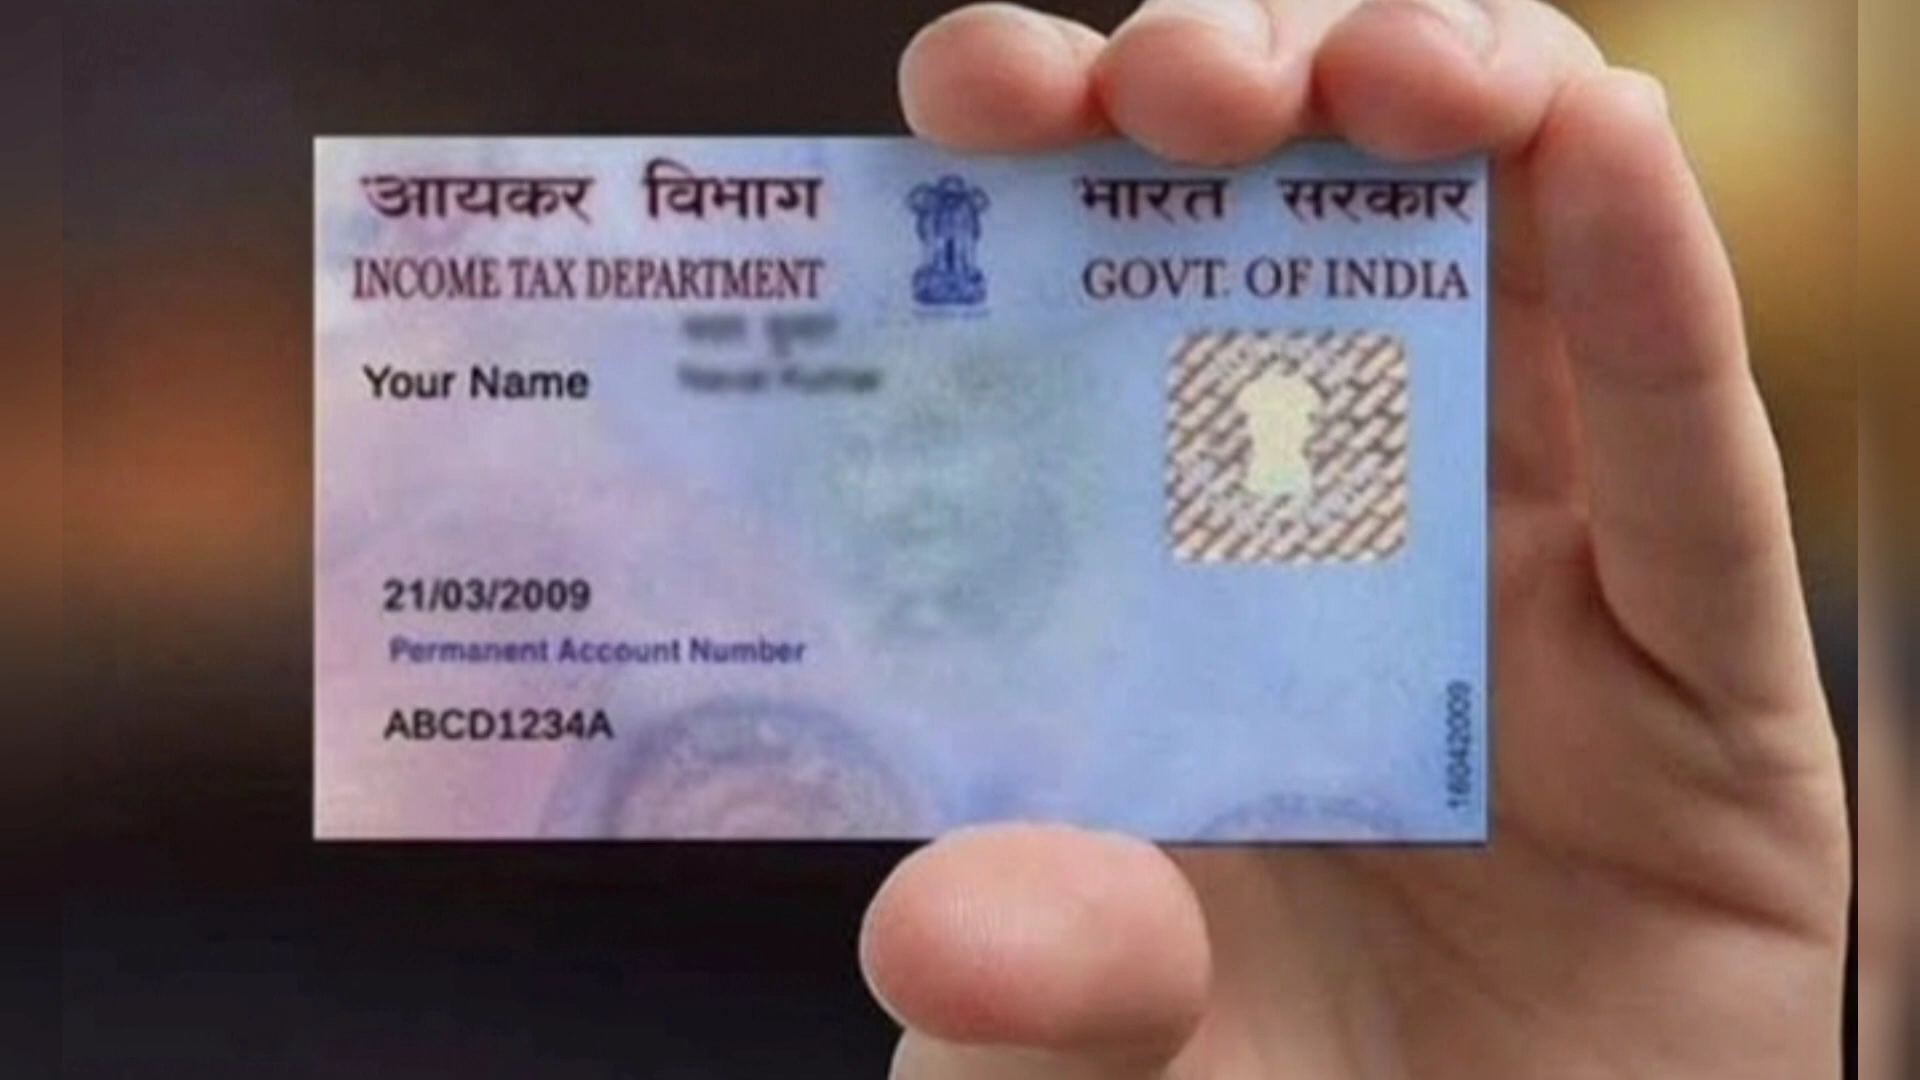 आयकर विभाग
INCOME TAX DEPARTMENT
भारत सरकार
GOVT. OF INDIA
Your Name
21/03/2009
Permanent Account Number
ABCD1234A
16042009